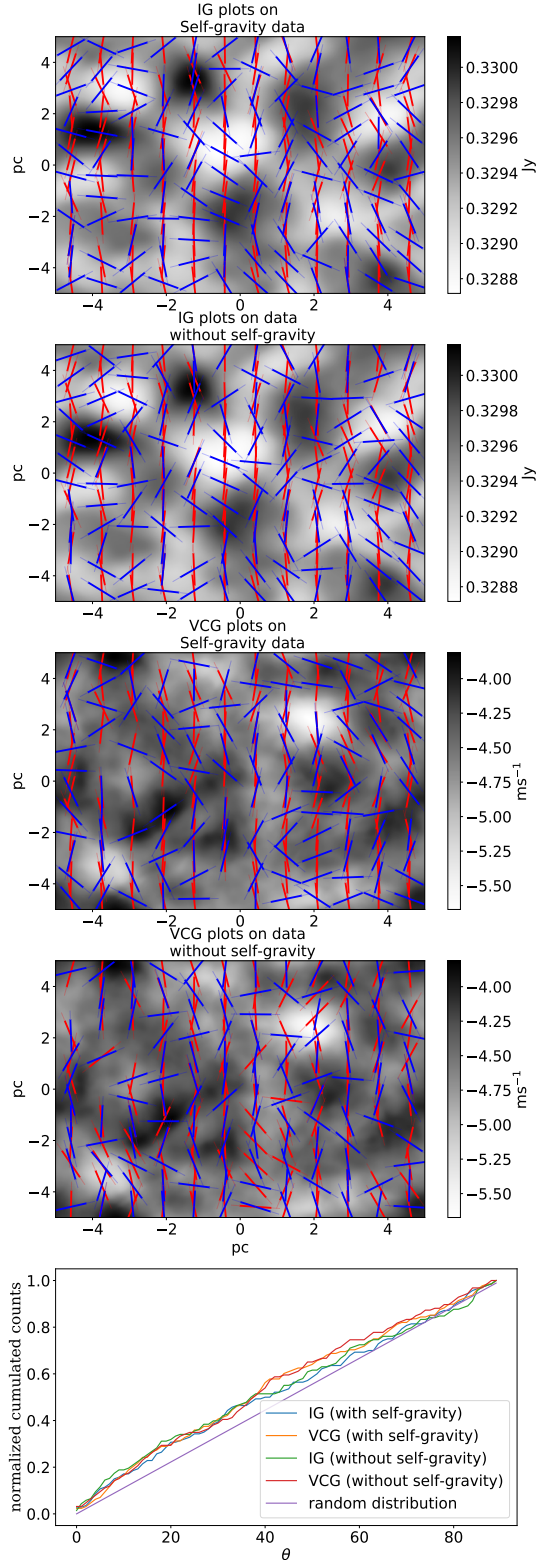 IG plots on
Self-gravity data
4
2
0
−2
−4
pc
−4 −2 0 2 4
0.3300
0.3298
0.3296
0.3294
0.3292
0.3290
0.3288
Jy
IG plots on data
without self-gravity
4
2
0
−2
−4
pc
−4 −2 0 2 4
0.3300
0.3298
0.3296
0.3294
0.3292
0.3290
0.3288
Jy
VCG plots on
Self-gravity data
4
2
0
−2
−4
pc
−4 −2 0 2 4
−4.00
−4.25
−4.50
−4.75
−5.00
−5.25
−5.50
ms⁻¹
VCG plots on data
without self-gravity
4
2
0
−2
−4
pc
−4 −2 0 2 4
pc
−4.00
−4.25
−4.50
−4.75
−5.00
−5.25
−5.50
ms⁻¹
1.0
0.8
0.6
0.4
0.2
0.0
normalized cumulated counts
IG (with self-gravity)
VCG (with self-gravity)
IG (without self-gravity)
VCG (without self-gravity)
random distribution
0 20 40 60 80
θ